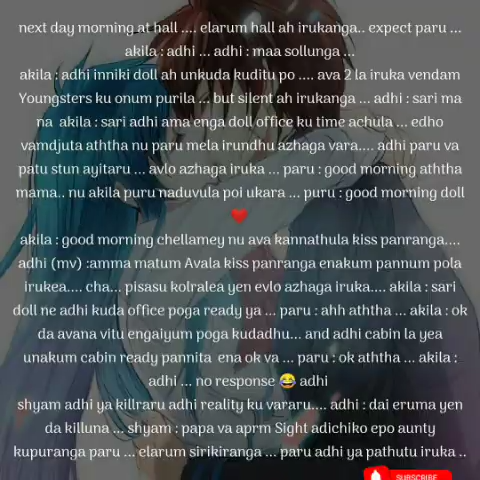 next day morning at hall .... elarum hall ah irukanga.. expect paru ...
akila : adhi ... adhi : maa sollunga ...
akila : adhi inniki doll ah unkuda kuditu po .... ava 2 la iruka vendam
Youngsters ku onum purila ... but silent ah irukanga ... adhi : sari ma
na  akila : sari adhi ama enga doll office ku time achula ... edho
vamdjuta aththa nu paru mela irundhu azhaga vara.... adhi paru va
patu stun ayitaru ... avlo azhaga iruka ... paru : good morning aththa
mama.. nu akila puru naduvula poi ukara ... puru : good morning doll
❤️
akila : good morning chellamey nu ava kannathula kiss panranga....
adhi (mv) :amma matum Avala kiss panranga enakum pannum pola
irukea.... cha... pisasu kolralea yen evlo azhaga iruka.... akila : sari
doll ne adhi kuda office poga ready ya ... paru : ahh aththa ... akila : ok
da avana vitu engaiyum poga kudadhu... and adhi cabin la yea
unakum cabin ready pannita  ena ok va ... paru : ok aththa ... akila :
adhi ... no response 😂 adhi
shyam adhi ya killraru adhi reality ku vararu.... adhi : dai eruma yen
da killuna ... shyam : papa va aprm Sight adichiko epo aunty
kupuranga paru ... elarum sirikiranga ... paru adhi ya pathutu iruka ..
SUBSCRIBE